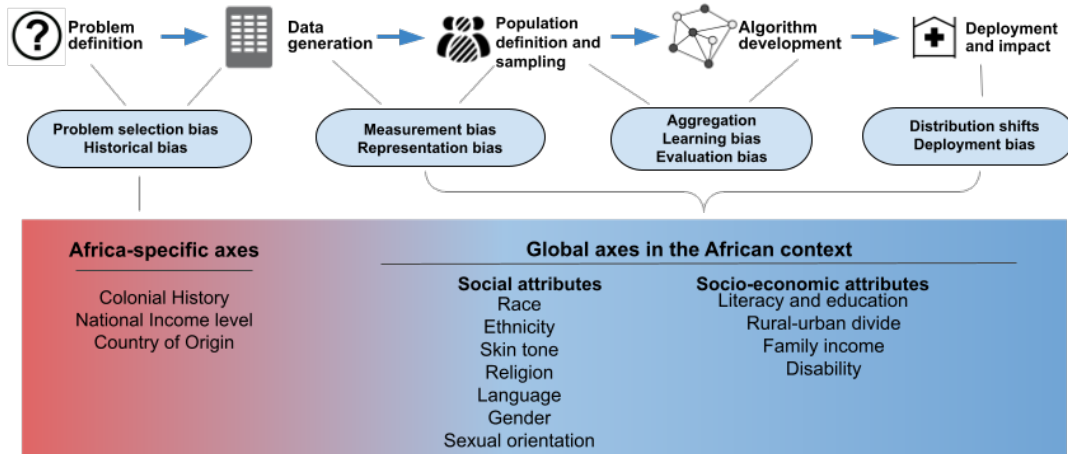 Problem
definition
Data
generation
Population
definition and
sampling
Algorithm
development
Deployment
and impact
Problem selection bias
Historical bias
Measurement bias
Representation bias
Aggregation
Learning bias
Evaluation bias
Distribution shifts
Deployment bias
Africa-specific axes
Colonial History
National Income level
Country of Origin
Global axes in the African context
Social attributes
Race
Ethnicity
Skin tone
Religion
Language
Gender
Sexual orientation
Socio-economic attributes
Literacy and education
Rural-urban divide
Family income
Disability